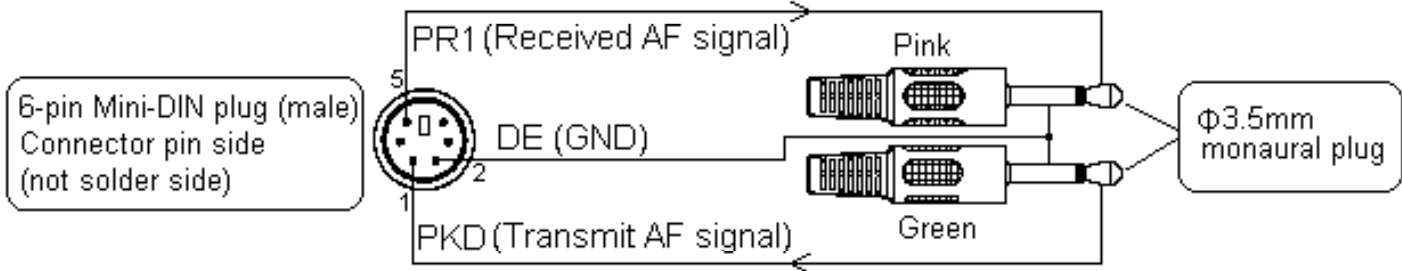 PR1 (Received AF signal)
Pink
5
6-pin Mini-DIN plug (male)
Connector pin side
(not solder side)
DE (GND)
2
1
Φ3.5mm
monaural plug
PKD (Transmit AF signal)
Green